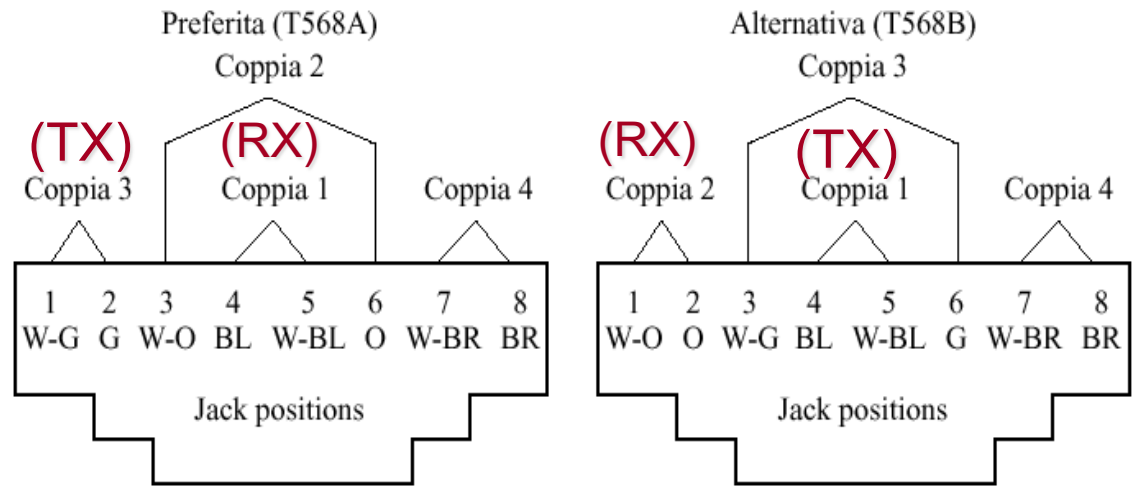 Preferita (T568A)
Coppia 2
(TX) (RX)
Coppia 3 Coppia 1 Coppia 4
1 2 3 4 5 6 7 8
W-G G W-O BL W-BL O W-BR BR
Jack positions
Alternativa (T568B)
Coppia 3
(RX) (TX)
Coppia 2 Coppia 1 Coppia 4
1 2 3 4 5 6 7 8
W-O O W-G BL W-BL G W-BR BR
Jack positions